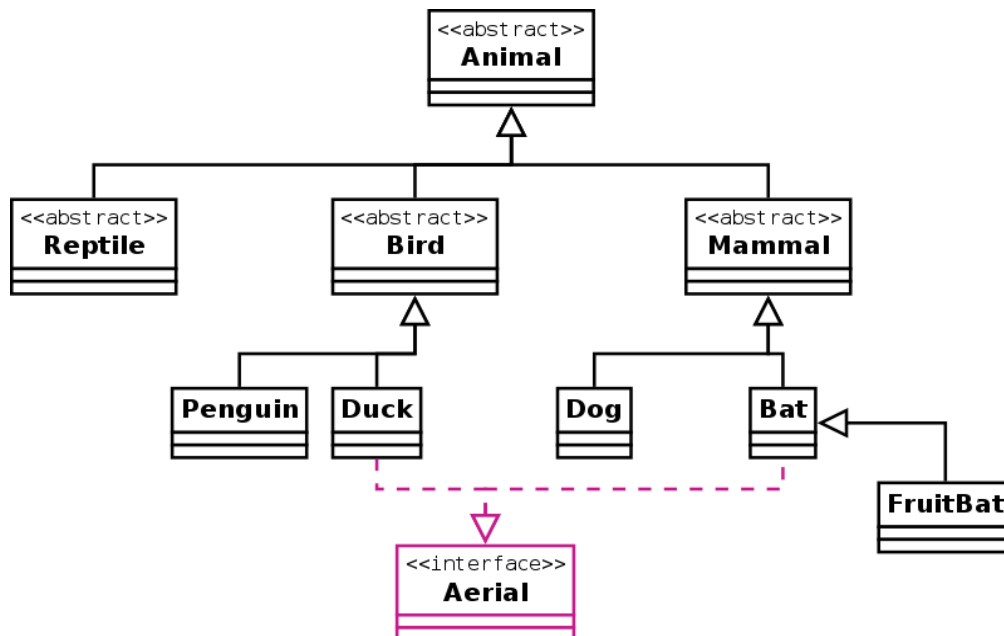 <<abstract>>
Animal
<<abstract>>
Reptile
<<abstract>>
Bird
<<abstract>>
Mammal
Penguin
Duck
Dog
Bat
FruitBat
<<interface>>
Aerial